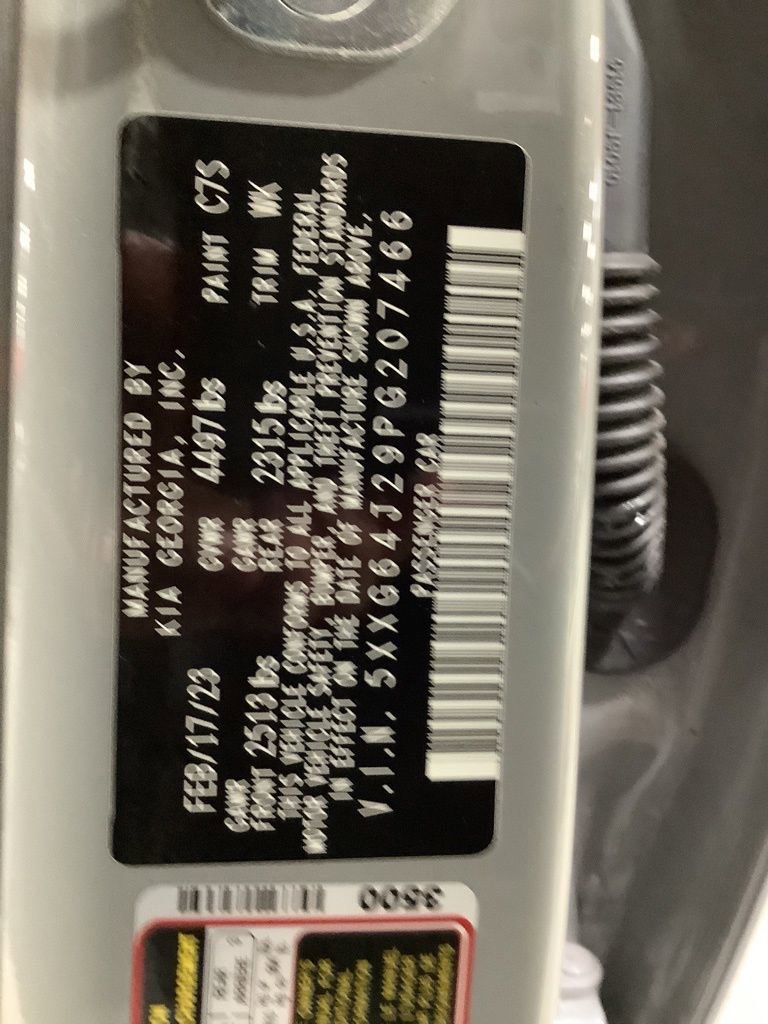 MANUFACTURED BY
KIA GEORGIA, INC.
FEB/17/23 GVWR 4497lbs PAINT C7S
GAWR FRONT 2513lbs GAWR REAR 2315lbs TRIM WK
THIS VEHICLE CONFORMS TO ALL APPLICABLE U.S.A. FEDERAL
MOTOR VEHICLE SAFETY, BUMPER, AND THEFT PREVENTION STANDARDS
IN EFFECT ON THE DATE OF MANUFACTURE SHOWN ABOVE.
V.I.N. 5XXG64J29PG207466
PASSENGER CAR
3500